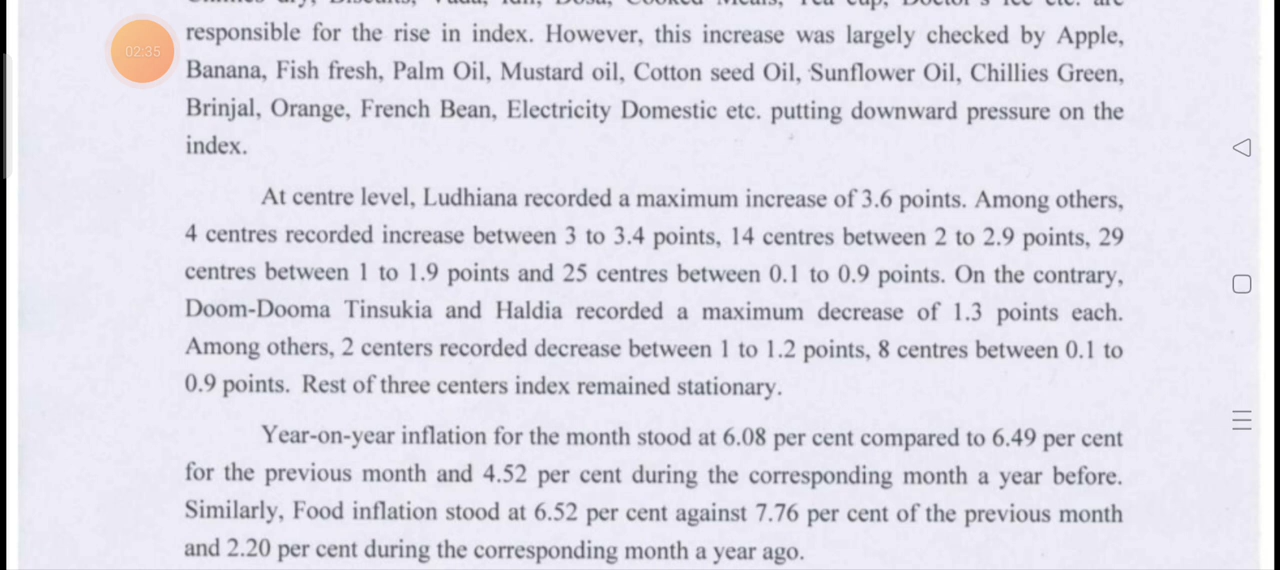 02:35
responsible for the rise in index. However, this increase was largely checked by Apple,
Banana, Fish fresh, Palm Oil, Mustard oil, Cotton seed Oil, Sunflower Oil, Chillies Green,
Brinjal, Orange, French Bean, Electricity Domestic etc. putting downward pressure on the
index.
At centre level, Ludhiana recorded a maximum increase of 3.6 points. Among others,
4 centres recorded increase between 3 to 3.4 points, 14 centres between 2 to 2.9 points, 29
centres between 1 to 1.9 points and 25 centres between 0.1 to 0.9 points. On the contrary,
Doom-Dooma Tinsukia and Haldia recorded a maximum decrease of 1.3 points each.
Among others, 2 centers recorded decrease between 1 to 1.2 points, 8 centres between 0.1 to
0.9 points. Rest of three centers index remained stationary.
Year-on-year inflation for the month stood at 6.08 per cent compared to 6.49 per cent
for the previous month and 4.52 per cent during the corresponding month a year before.
Similarly, Food inflation stood at 6.52 per cent against 7.76 per cent of the previous month
and 2.20 per cent during the corresponding month a year ago.